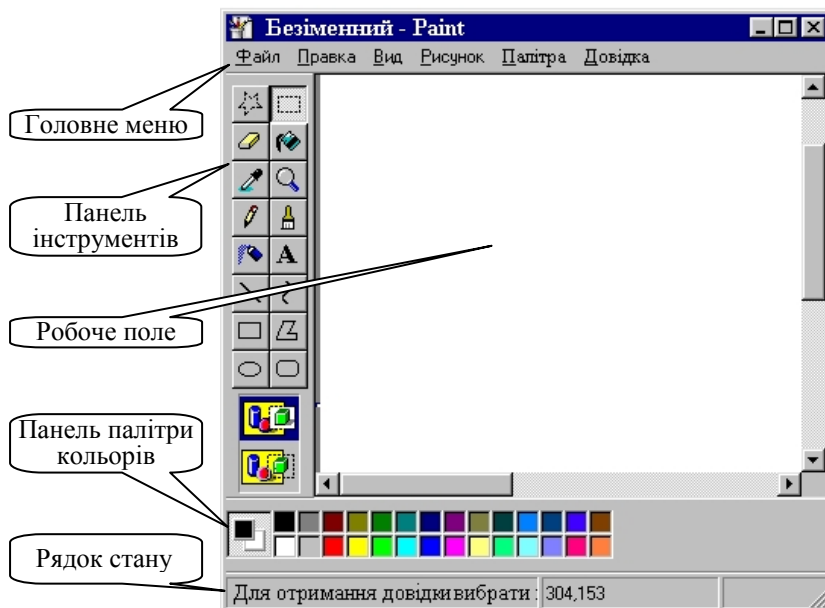 Безіменний - Paint
Файл Правка Вид Рисунок Палітра Довідка
Головне меню
Панель
інструментів
A
Робоче поле
Панель палітри
кольорів
Рядок стану
Для отримання довідки вибрати : 304,153